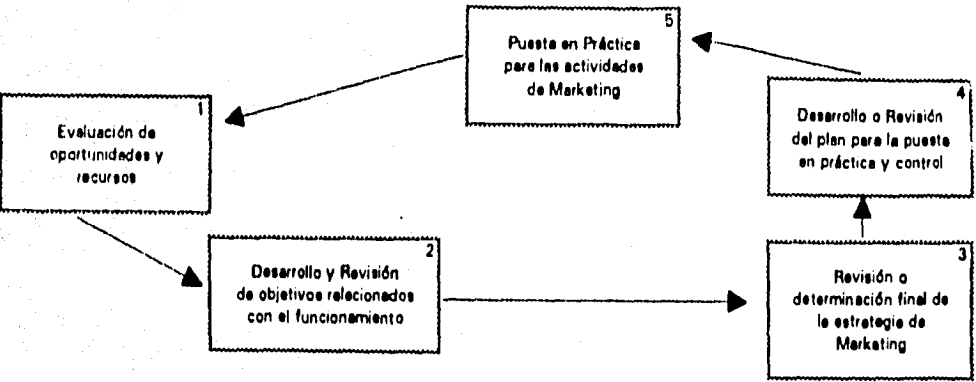 1
Evaluación de
oportunidades y
recursos
2
Desarrollo y Revisión
de objetivos relacionados
con el funcionamiento
3
Revisión o
determinación final de
la estrategia de
Marketing
4
Desarrollo o Revisión
del plan para la puesta
en práctica y control
5
Puesta en Práctica
para las actividades
de Marketing